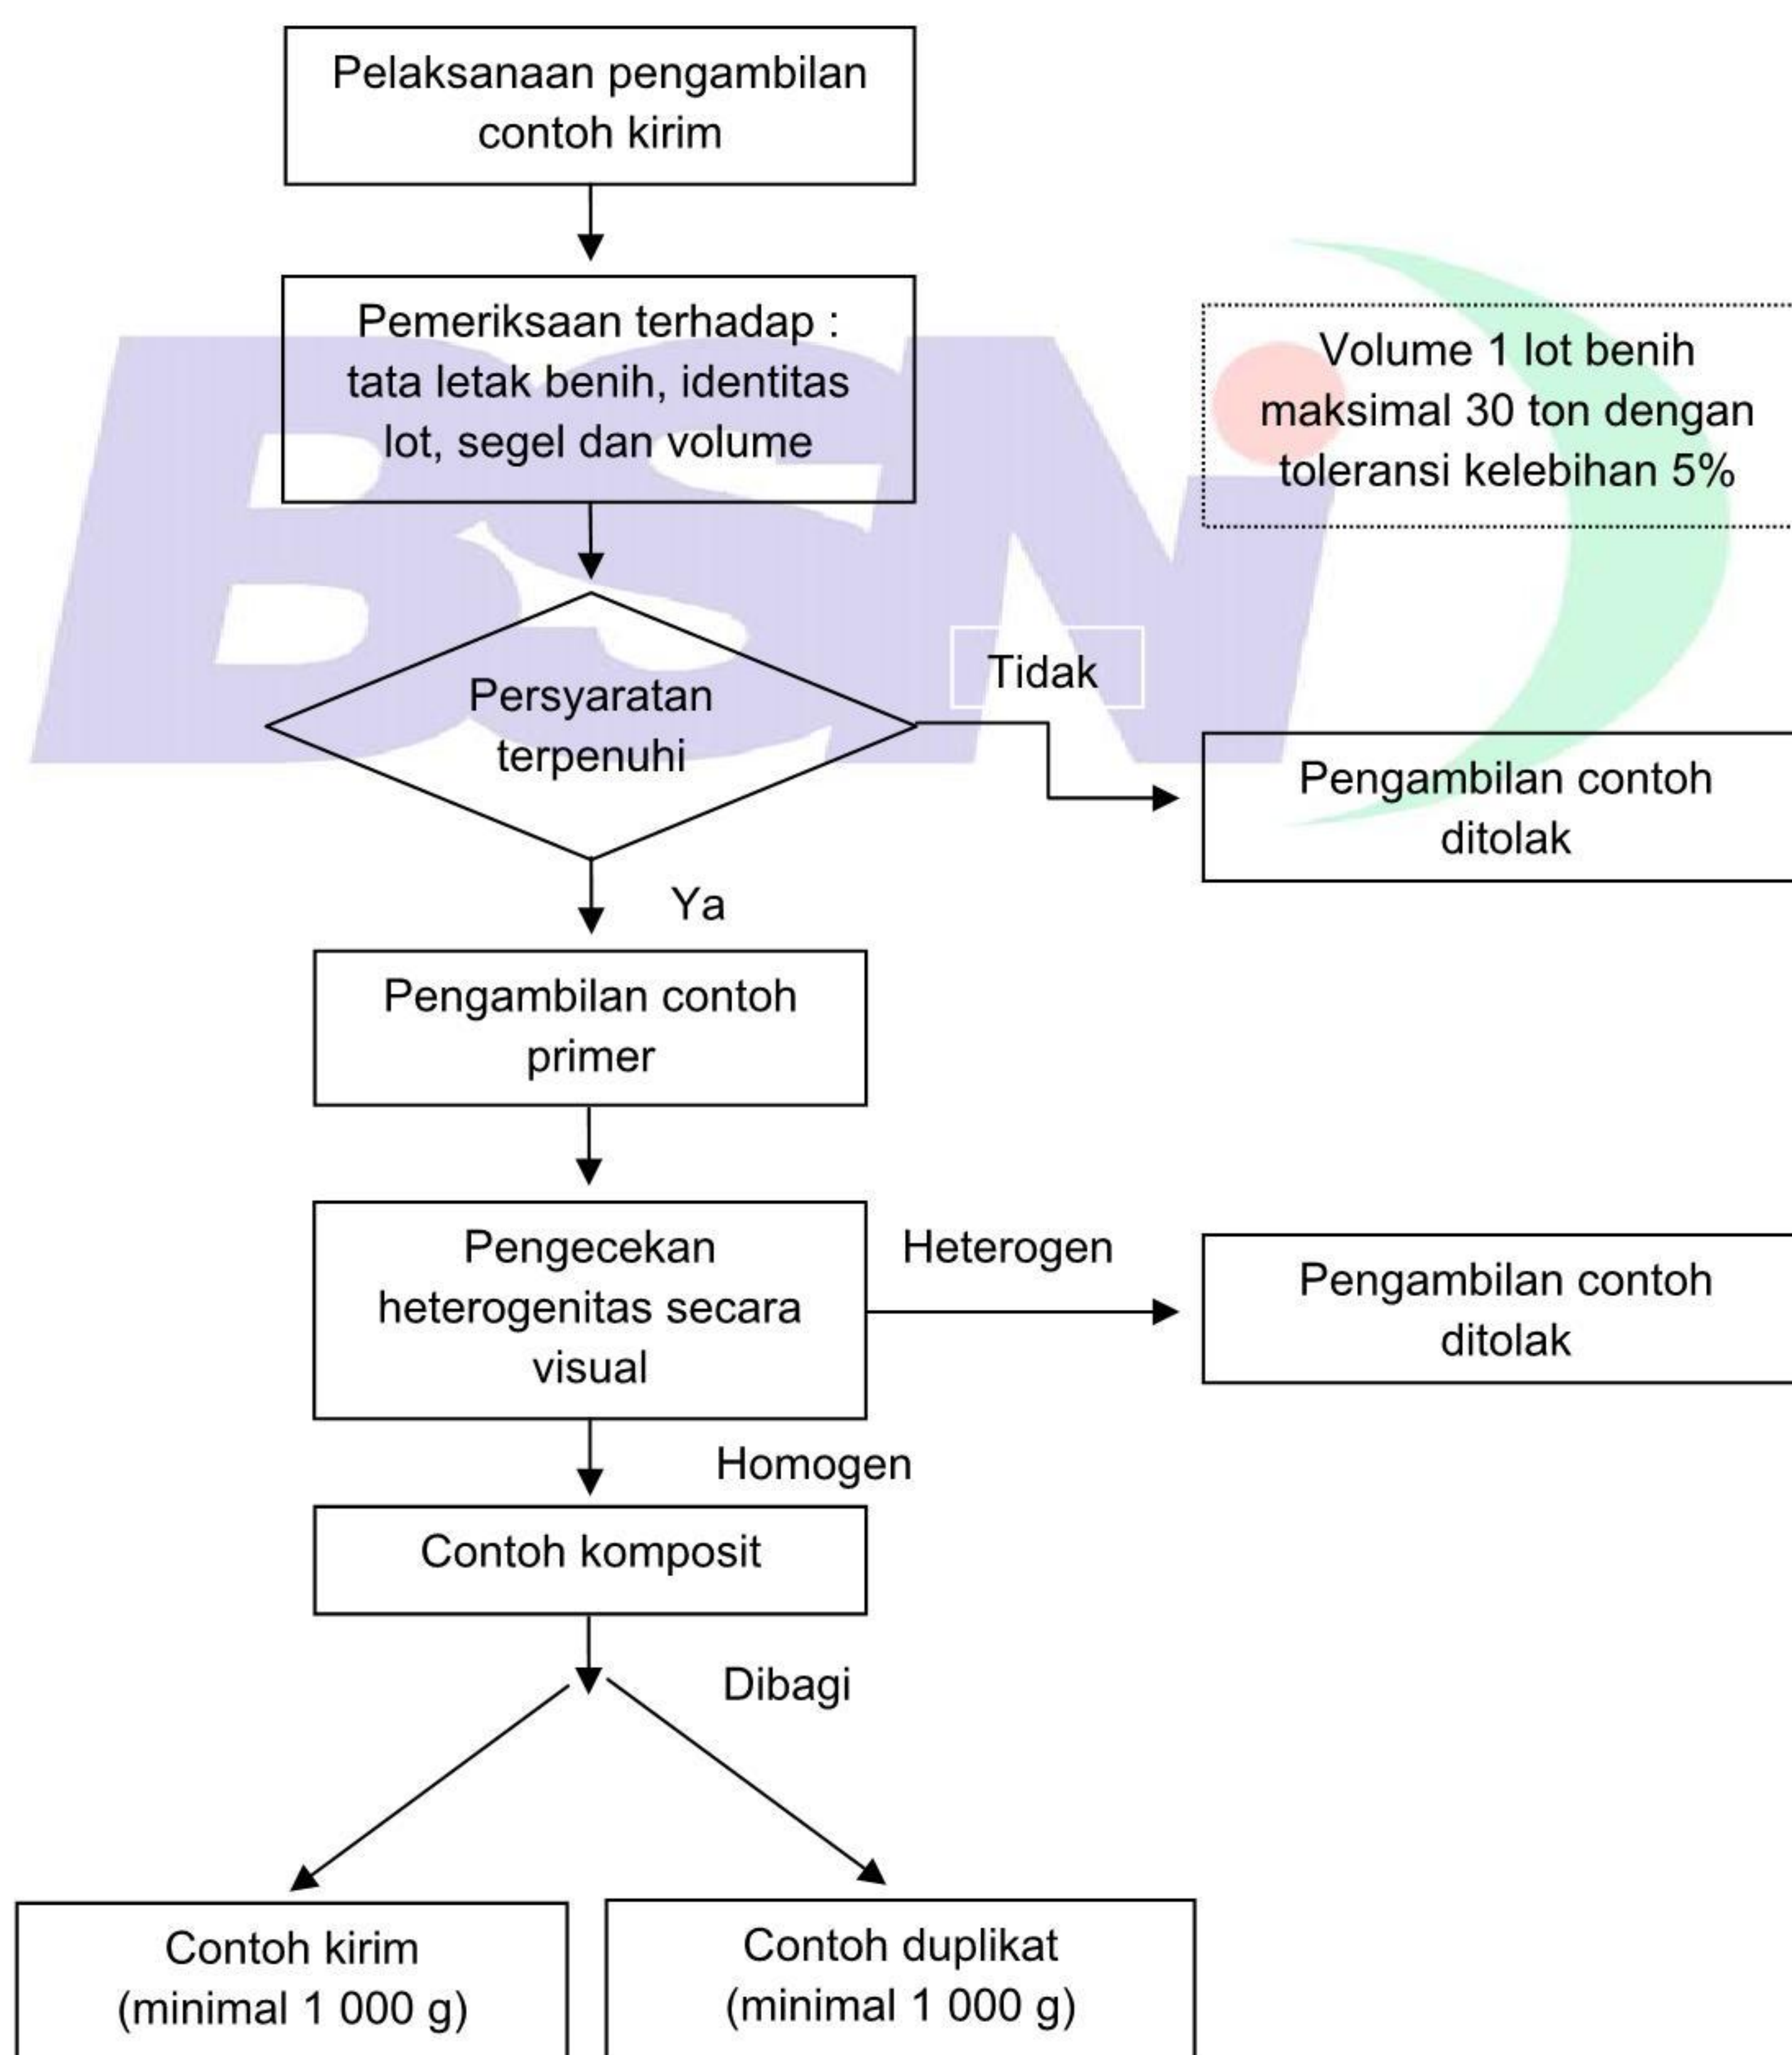 Pelaksanaan pengambilan
contoh kirim
Pemeriksaan terhadap :
tata letak benih, identitas
lot, segel dan volume
Volume 1 lot benih
maksimal 30 ton dengan
toleransi kelebihan 5%
Persyaratan
terpenuhi
Tidak
Pengambilan contoh
ditolak
Ya
Pengambilan contoh
primer
Pengecekan
heterogenitas secara
visual
Heterogen
Pengambilan contoh
ditolak
Homogen
Contoh komposit
Dibagi
Contoh kirim
(minimal 1 000 g)
Contoh duplikat
(minimal 1 000 g)
BSNi